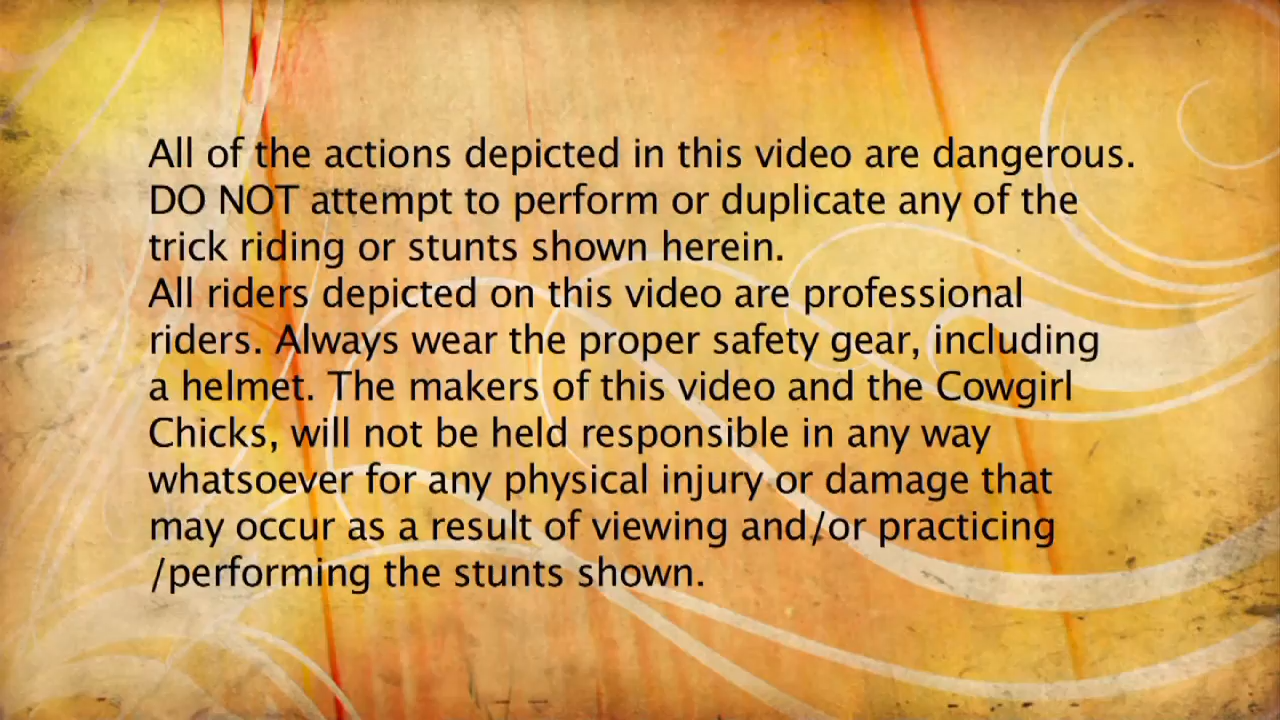 All of the actions depicted in this video are dangerous.
DO NOT attempt to perform or duplicate any of the
trick riding or stunts shown herein.
All riders depicted on this video are professional
riders. Always wear the proper safety gear, including
a helmet. The makers of this video and the Cowgirl
Chicks, will not be held responsible in any way
whatsoever for any physical injury or damage that
may occur as a result of viewing and/or practicing
/performing the stunts shown.